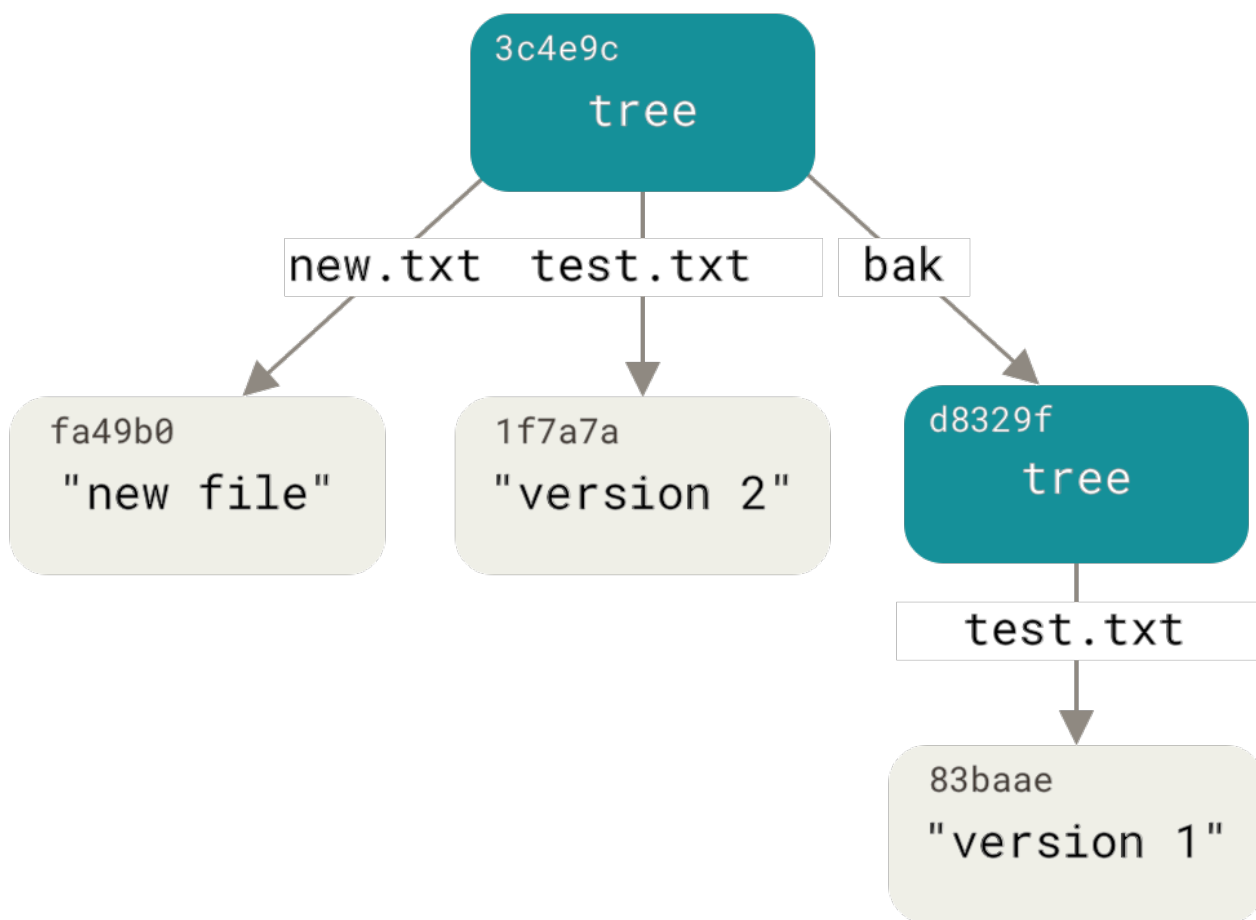 3c4e9c
tree
new.txt
test.txt
bak
fa49b0
"new file"
1f7a7a
"version 2"
d8329f
tree
test.txt
83baae
"version 1"